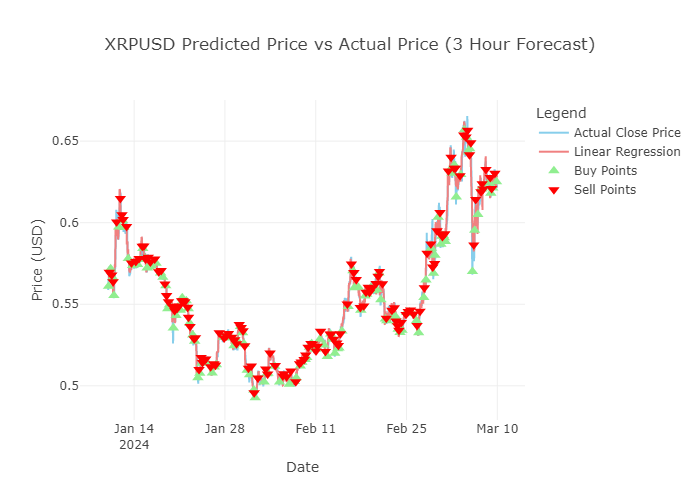 XRPUSD Predicted Price vs Actual Price (3 Hour Forecast)
Legend
Actual Close Price
Linear Regression
Buy Points
Sell Points
Price (USD)
0.65
0.6
0.55
0.5
Jan 14
2024
Jan 28
Feb 11
Feb 25
Mar 10
Date